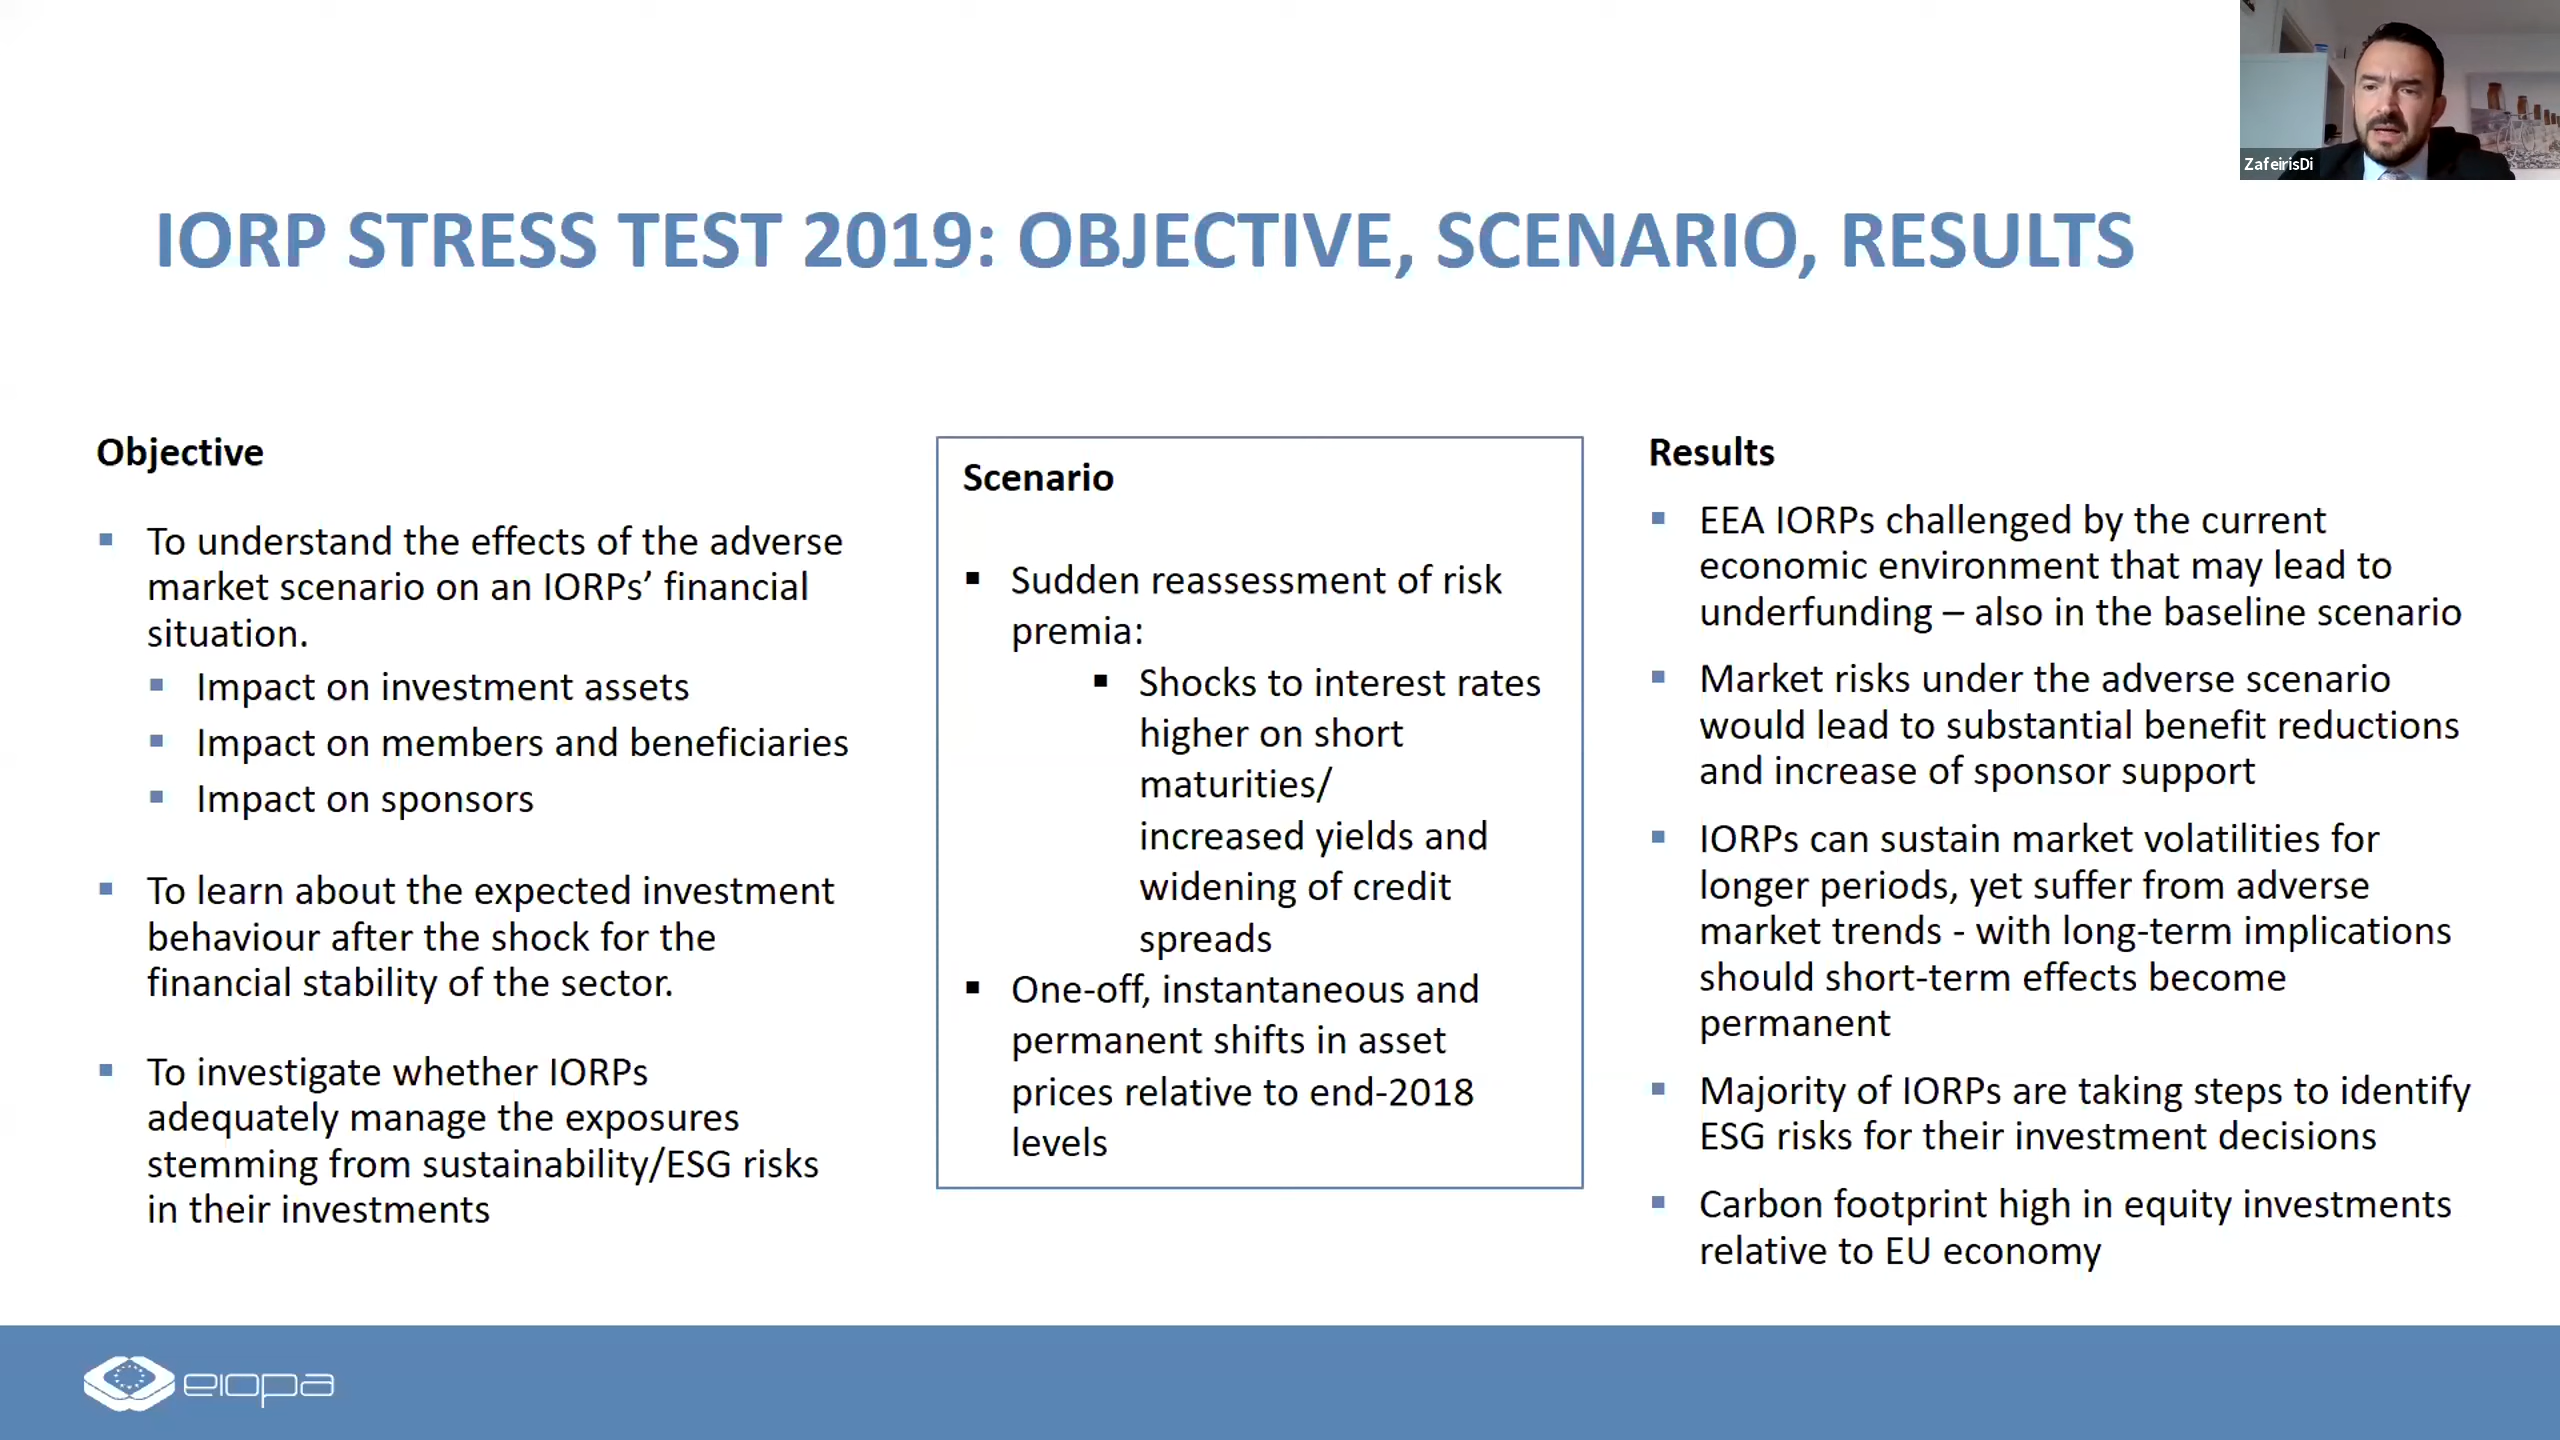 ZafeirisDi
IORP STRESS TEST 2019: OBJECTIVE, SCENARIO, RESULTS
Objective
To understand the effects of the adverse
market scenario on an IORPs’ financial
situation.
Impact on investment assets
Impact on members and beneficiaries
Impact on sponsors
To learn about the expected investment
behaviour after the shock for the
financial stability of the sector.
To investigate whether IORPs
adequately manage the exposures
stemming from sustainability/ESG risks
in their investments
Scenario
Sudden reassessment of risk
premia:
Shocks to interest rates
higher on short
maturities/
increased yields and
widening of credit
spreads
One-off, instantaneous and
permanent shifts in asset
prices relative to end-2018
levels
Results
EEA IORPs challenged by the current
economic environment that may lead to
underfunding – also in the baseline scenario
Market risks under the adverse scenario
would lead to substantial benefit reductions
and increase of sponsor support
IORPs can sustain market volatilities for
longer periods, yet suffer from adverse
market trends - with long-term implications
should short-term effects become
permanent
Majority of IORPs are taking steps to identify
ESG risks for their investment decisions
Carbon footprint high in equity investments
relative to EU economy
eiopa